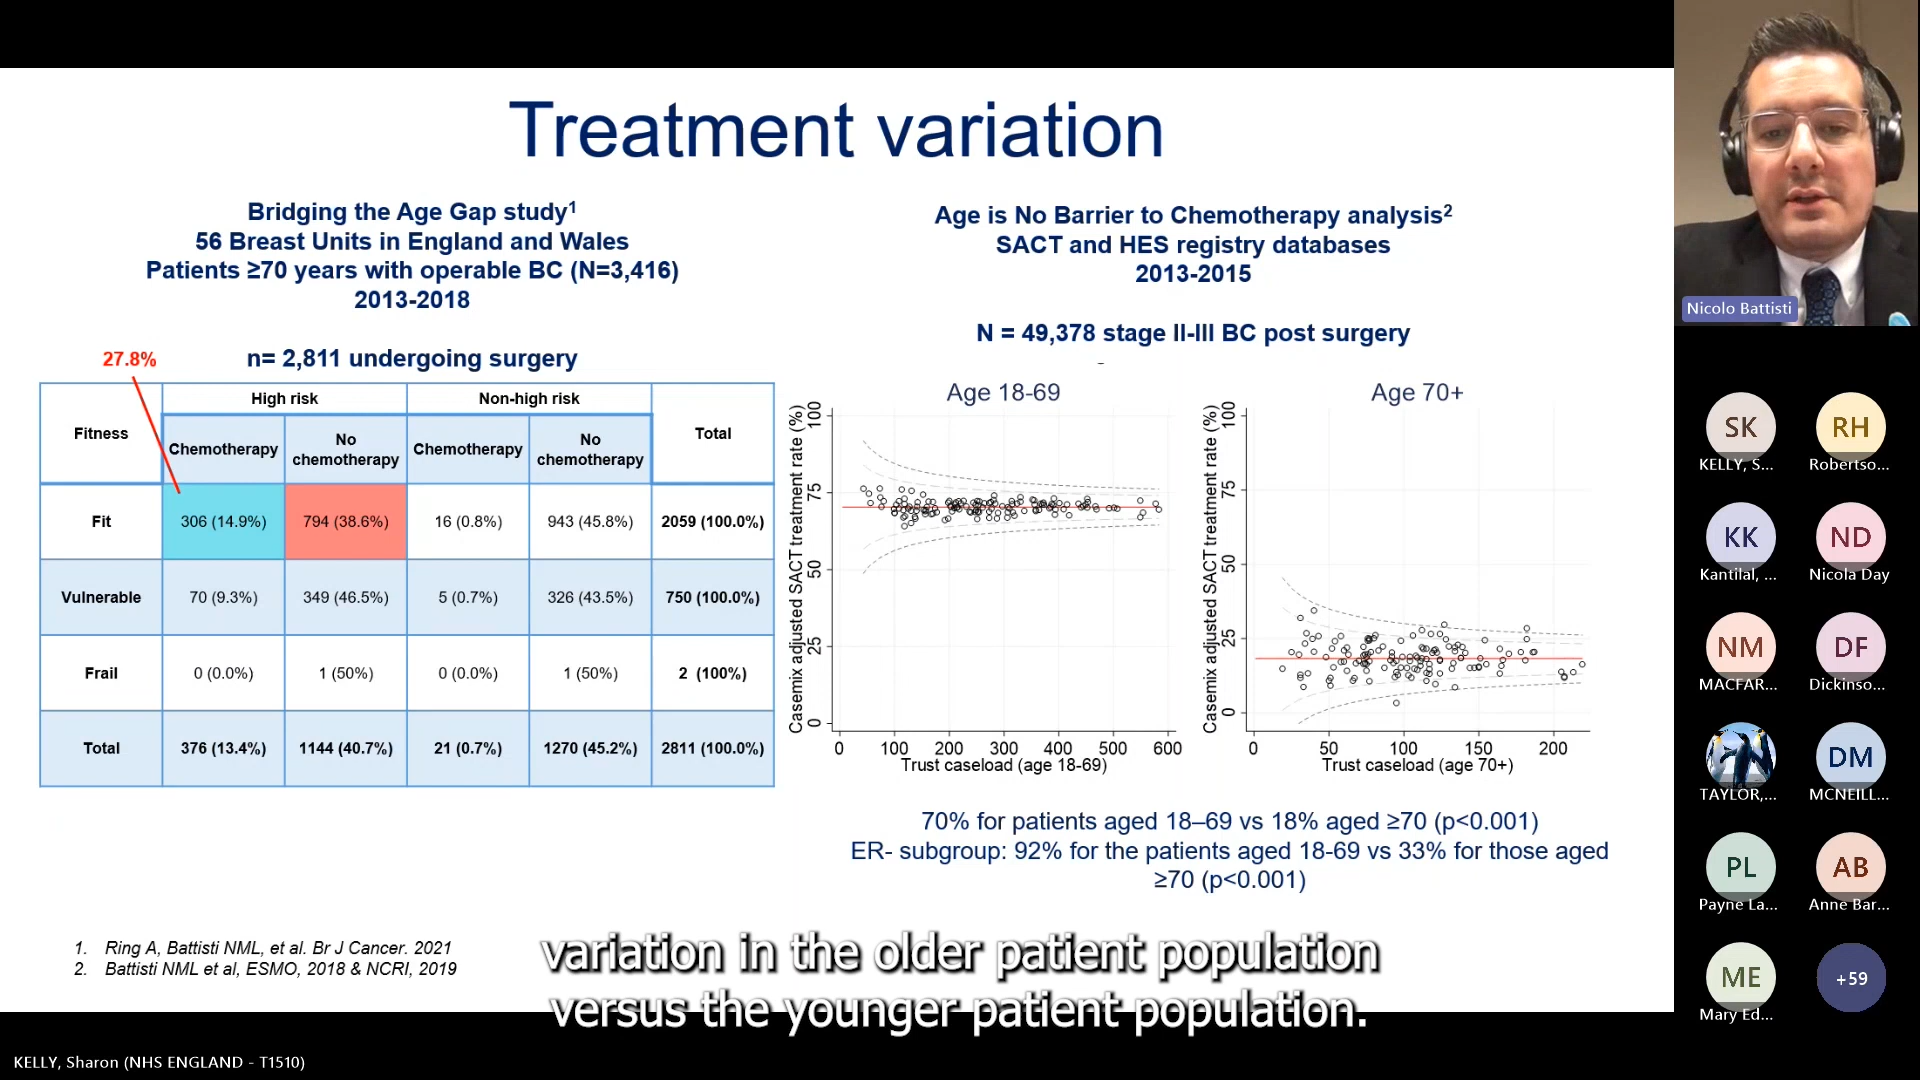 Treatment variation
Bridging the Age Gap study¹
56 Breast Units in England and Wales
Patients ≥70 years with operable BC (N=3,416)
2013-2018
n= 2,811 undergoing surgery
27.8%
Fitness
High risk
Non-high risk
Total
Chemotherapy
No
chemotherapy
Chemotherapy
No
chemotherapy
Fit
306 (14.9%)
794 (38.6%)
16 (0.8%)
943 (45.8%)
2059 (100.0%)
Vulnerable
70 (9.3%)
349 (46.5%)
5 (0.7%)
326 (43.5%)
750 (100.0%)
Frail
0 (0.0%)
1 (50%)
0 (0.0%)
1 (50%)
2 (100%)
Total
376 (13.4%)
1144 (40.7%)
21 (0.7%)
1270 (45.2%)
2811 (100.0%)
Age is No Barrier to Chemotherapy analysis²
SACT and HES registry databases
2013-2015
N = 49,378 stage II-III BC post surgery
Age 18-69
Casemix adjusted SACT treatment rate (%)
100
75
50
25
0
0 100 200 300 400 500 600
Trust caseload (age 18-69)
Age 70+
Casemix adjusted SACT treatment rate (%)
100
75
50
25
0
0 50 100 150 200
Trust caseload (age 70+)
70% for patients aged 18–69 vs 18% aged ≥70 (p<0.001)
ER- subgroup: 92% for the patients aged 18-69 vs 33% for those aged
≥70 (p<0.001)
1. Ring A, Battisti NML, et al. Br J Cancer. 2021
2. Battisti NML et al, ESMO, 2018 & NCRI, 2019
variation in the older patient population
versus the younger patient population.
KELLY, Sharon (NHS ENGLAND - T1510)
Nicolo Battisti
SK
KELLY, S...
RH
Robertso...
KK
Kantilal, ...
ND
Nicola Day
NM
MACFAR...
DF
Dickinso...
TAYLOR,...
DM
MCNEILL...
PL
Payne La...
AB
Anne Bar...
ME
Mary Ed...
+59